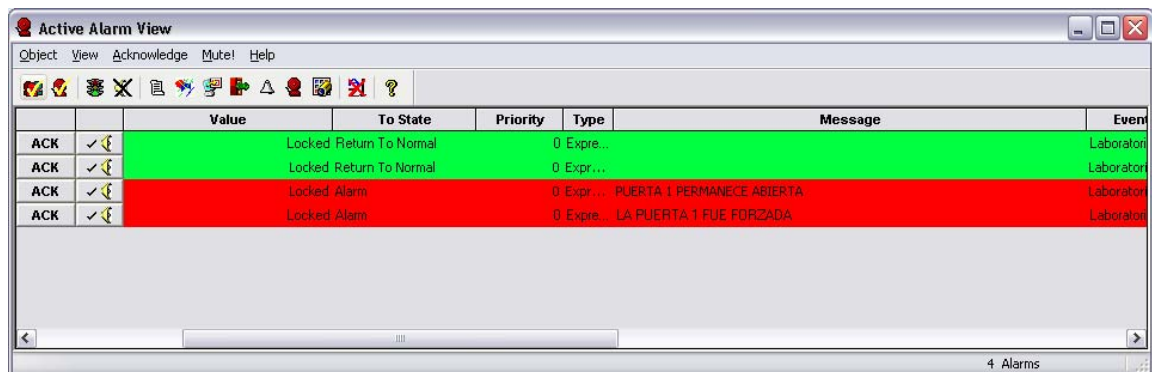 Active Alarm View
Object View Acknowledge Mute! Help
Value To State Priority Type Message Event
ACK Locked Return To Normal 0 Expre... Laboratori
ACK Locked Return To Normal 0 Expr... Laboratori
ACK Locked Alarm 0 Expr... PUERTA 1 PERMANECE ABIERTA Laboratori
ACK Locked Alarm 0 Expre... LA PUERTA 1 FUE FORZADA Laboratori
4 Alarms